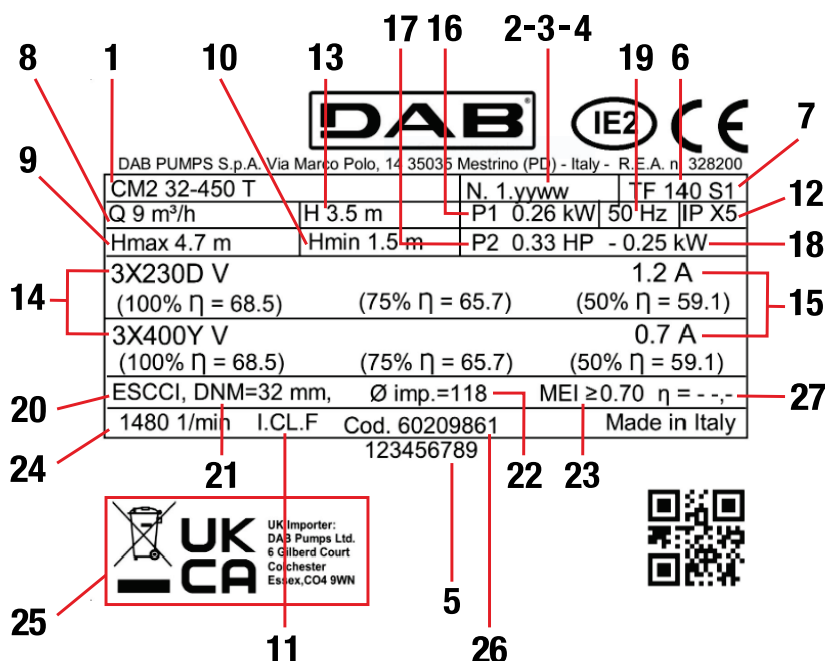 17 16 2-3-4
8 1 10 13 19 6
DAB
IE2 CE
7
9
DAB PUMPS S.p.A. Via Marco Polo, 14 35035 Mestrino (PD) - Italy - R.E.A. n. 328200
CM2 32-450 T N. 1.yyww TF 140 S1
12
Q 9 m³/h H 3.5 m P1 0.26 kW 50 Hz IP X5
Hmax 4.7 m Hmin 1.5 m P2 0.33 HP - 0.25 kW
18
3X230D V 1.2 A
14 15
(100% Ƞ = 68.5) (75% Ƞ = 65.7) (50% Ƞ = 59.1)
3X400Y V 0.7 A
(100% Ƞ = 68.5) (75% Ƞ = 65.7) (50% Ƞ = 59.1)
20 ESCCI, DNM=32 mm, Ø imp.=118 MEI ≥0.70 η = - -,- 27
1480 1/min I.CL.F Cod. 60209861 Made in Italy
24
123456789
21 22 23
UK
CA
UK Importer:
DAB Pumps Ltd.
6 Gilberd Court
Colchester
Essex,CO4 9WN
25
5
11 26